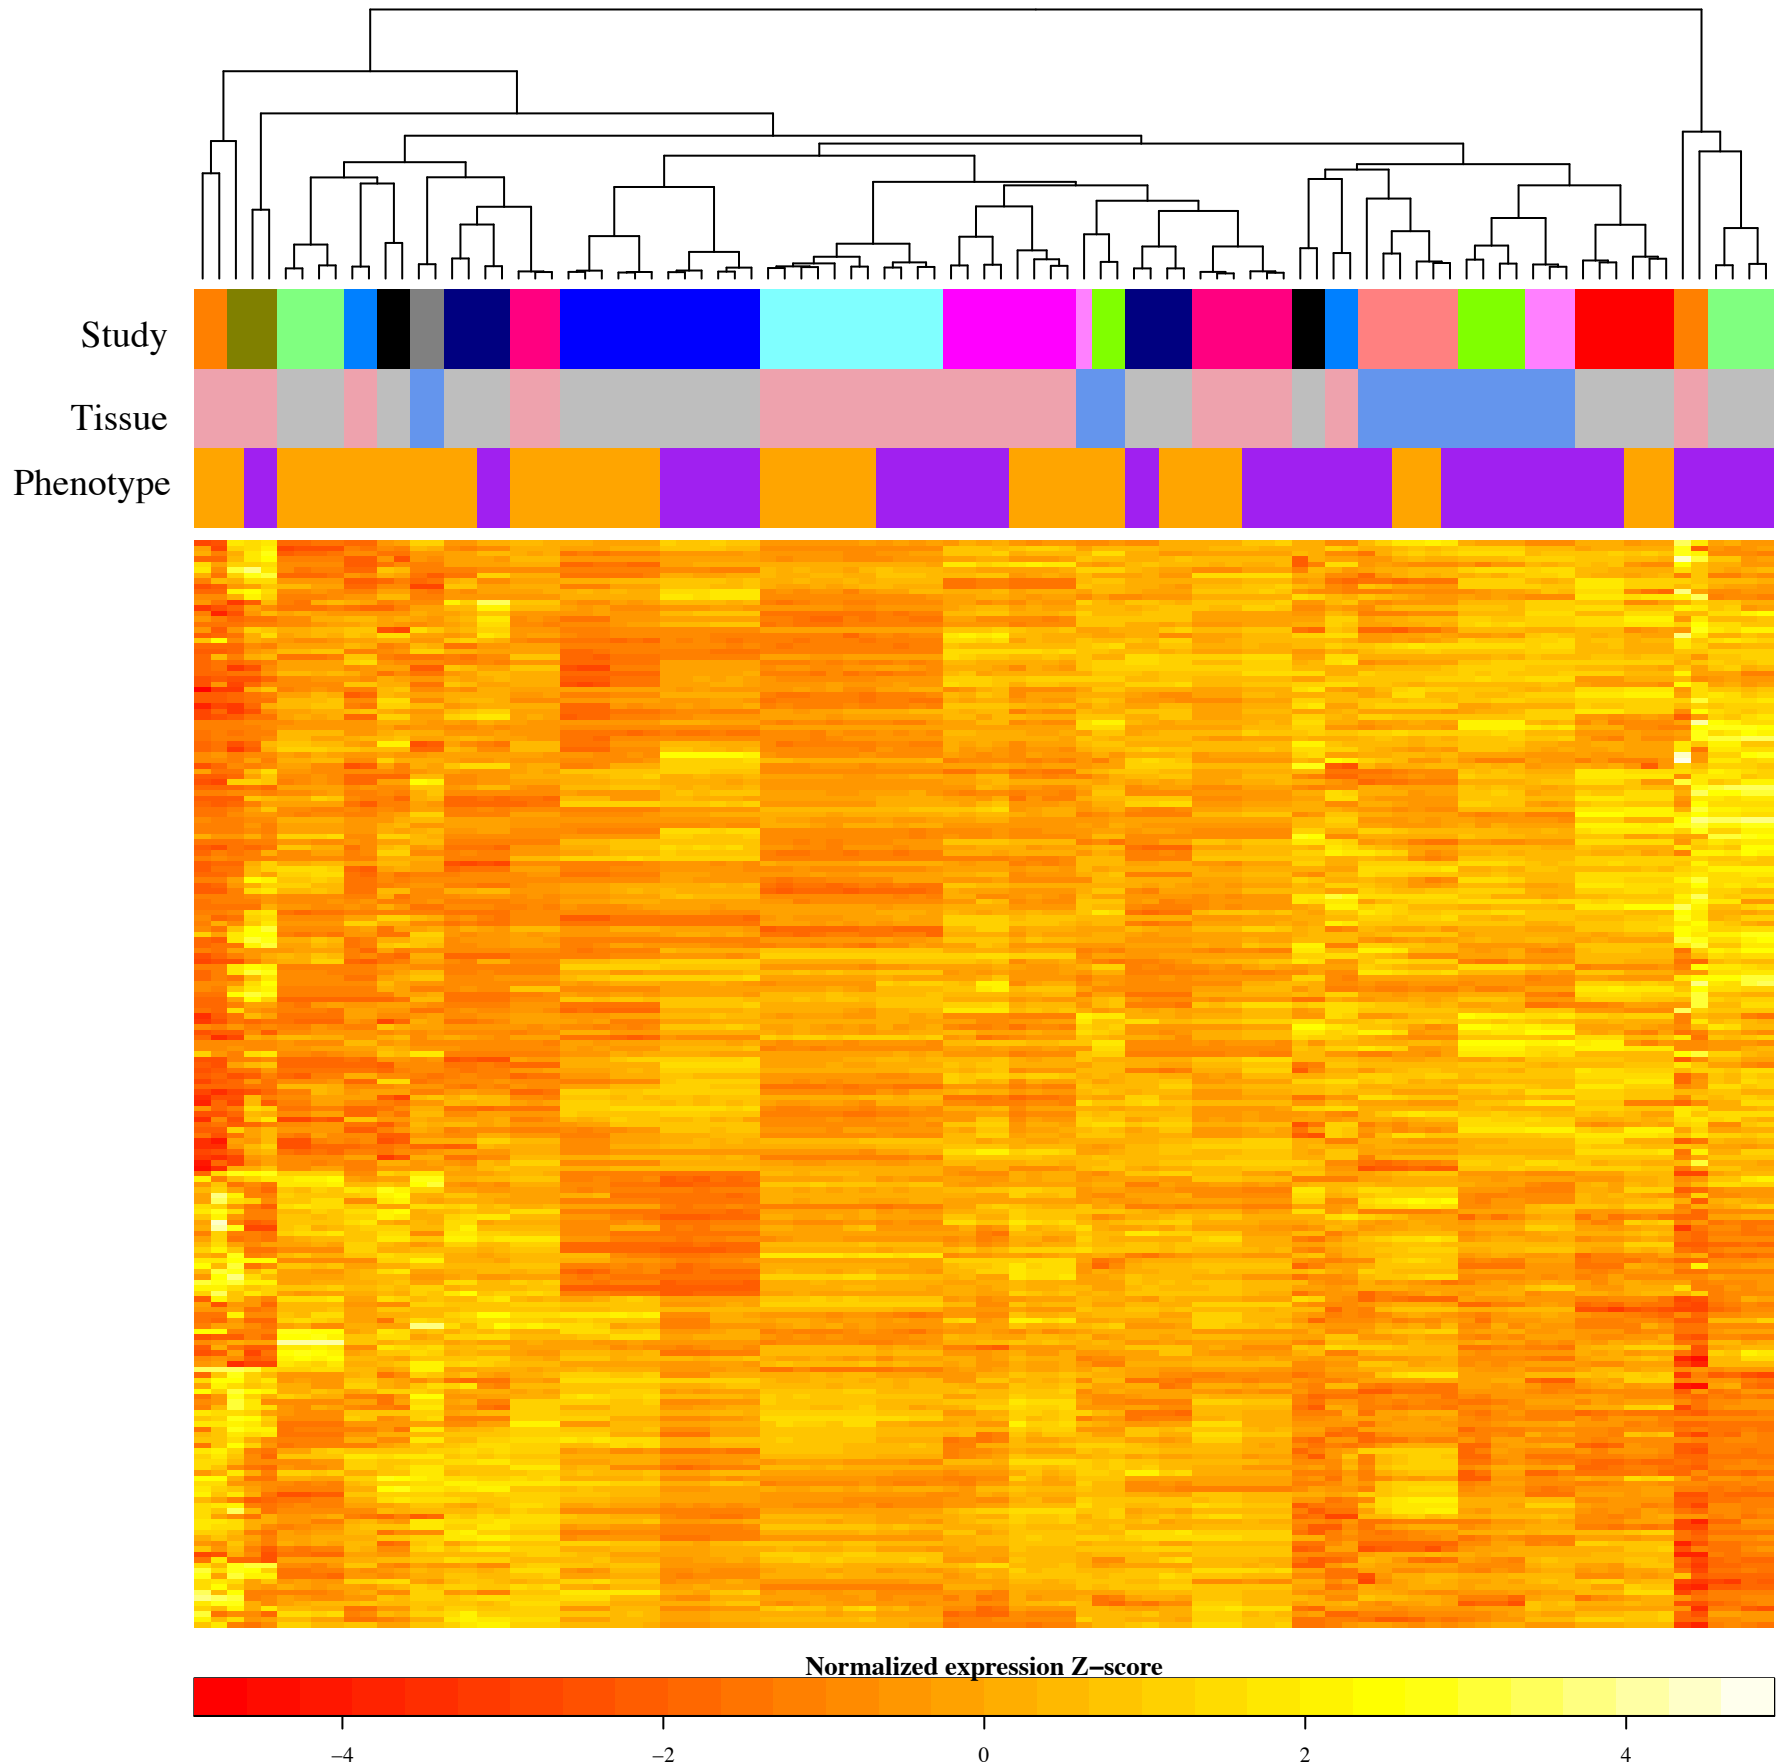 Study
Tissue
Phenotype
Normalized expression Z−score
−4 −2 0 2 4